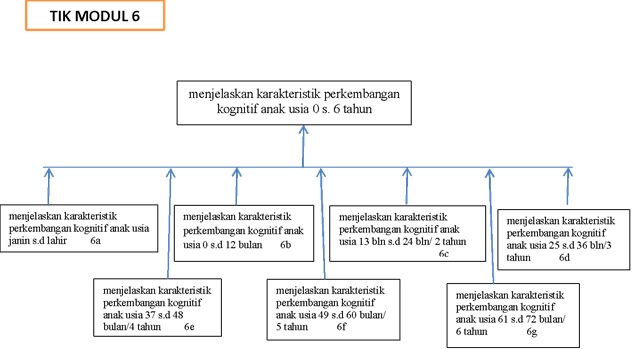 TIK MODUL 6
menjelaskan karakteristik perkembangan
kognitif anak usia 0 s. 6 tahun
menjelaskan karakteristik
perkembangan kognitif anak usia
janin s.d lahir 6a
menjelaskan karakteristik
perkembangan kognitif anak
usia 0 s.d 12 bulan 6b
menjelaskan karakteristik
perkembangan kognitif anak
usia 13 bln s.d 24 bln/ 2 tahun
6c
menjelaskan karakteristik
perkembangan kognitif
anak usia 25 s.d 36 bln/3
tahun 6d
menjelaskan karakteristik
perkembangan kognitif
anak usia 37 s.d 48
bulan/4 tahun 6e
menjelaskan karakteristik
perkembangan kognitif
anak usia 49 s.d 60 bulan/
5 tahun 6f
menjelaskan karakteristik
perkembangan kognitif
anak usia 61 s.d 72 bulan/
6 tahun 6g